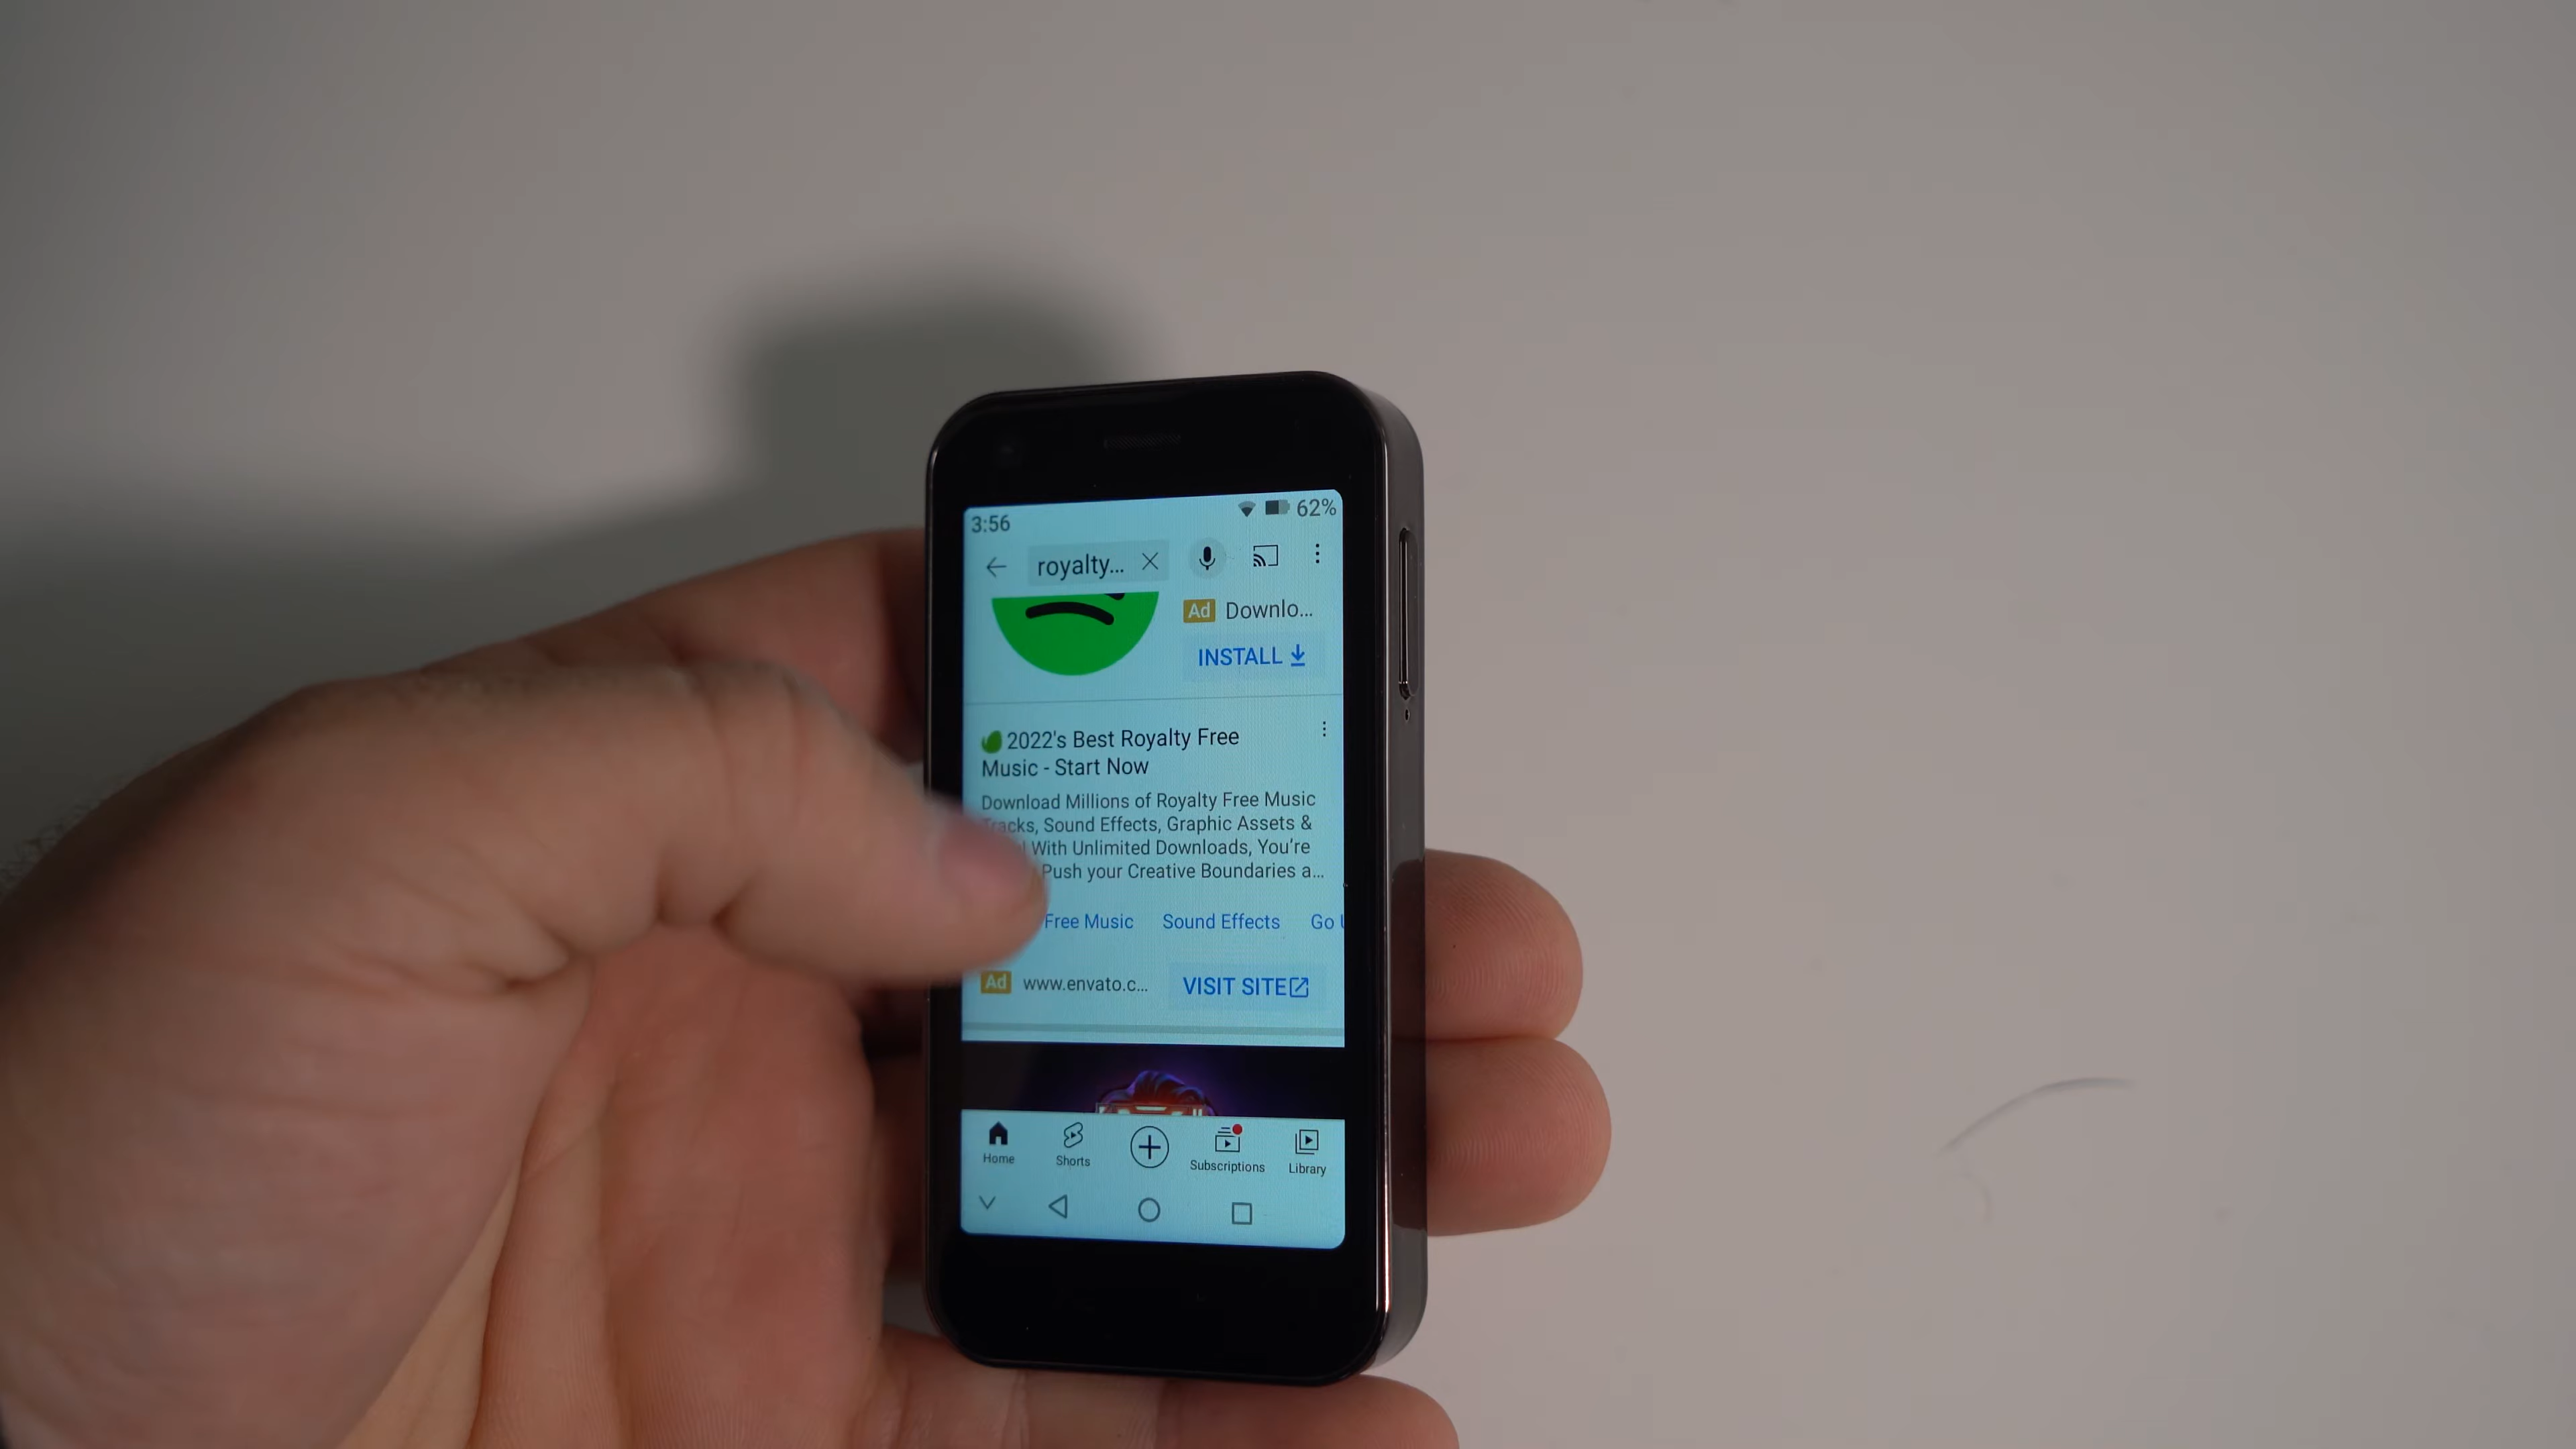 3:56
62%
royalty...
Ad Downlo...
INSTALL
2022's Best Royalty Free
Music - Start Now
Download Millions of Royalty Free Music
Tracks, Sound Effects, Graphic Assets &
With Unlimited Downloads, You're
Push your Creative Boundaries a...
Free Music Sound Effects Go
Ad www.envato.c... VISIT SITE
Home Shorts Subscriptions Library